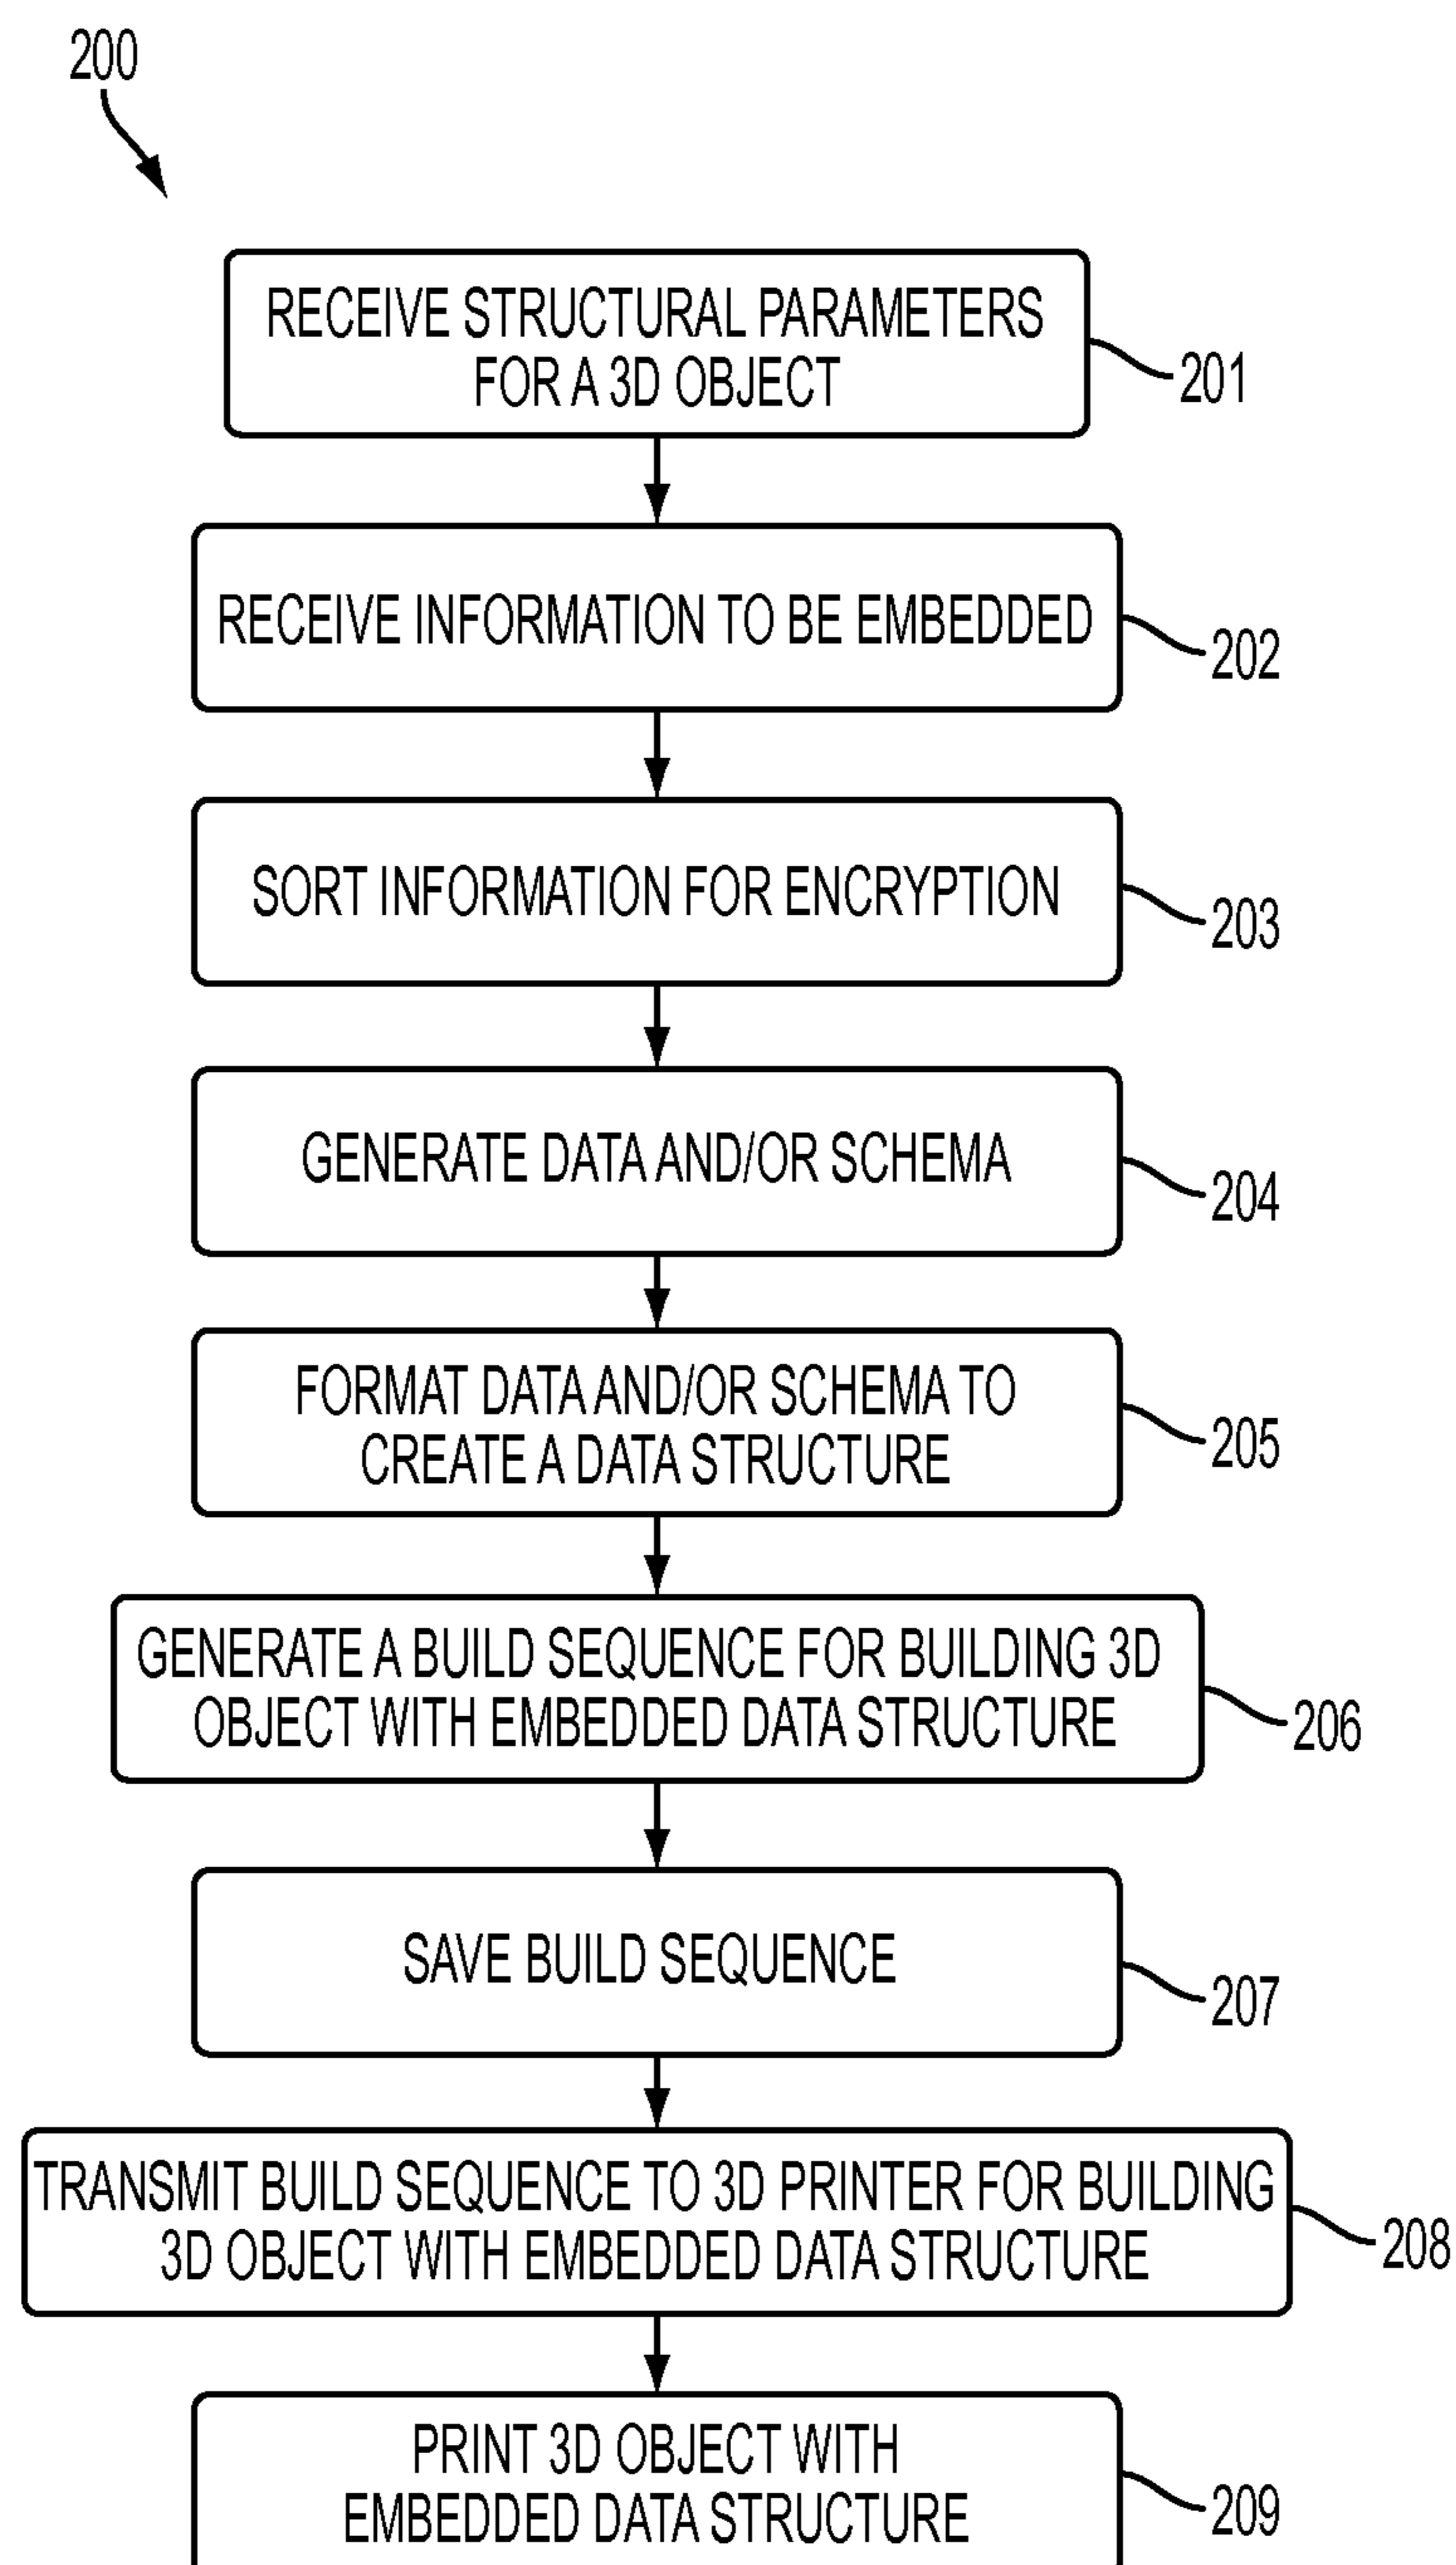 200
RECEIVE STRUCTURAL PARAMETERS
FOR A 3D OBJECT
201
RECEIVE INFORMATION TO BE EMBEDDED
202
SORT INFORMATION FOR ENCRYPTION
203
GENERATE DATA AND/OR SCHEMA
204
FORMAT DATA AND/OR SCHEMA TO
CREATE A DATA STRUCTURE
205
GENERATE A BUILD SEQUENCE FOR BUILDING 3D
OBJECT WITH EMBEDDED DATA STRUCTURE
206
SAVE BUILD SEQUENCE
207
TRANSMIT BUILD SEQUENCE TO 3D PRINTER FOR BUILDING
3D OBJECT WITH EMBEDDED DATA STRUCTURE
208
PRINT 3D OBJECT WITH
EMBEDDED DATA STRUCTURE
209